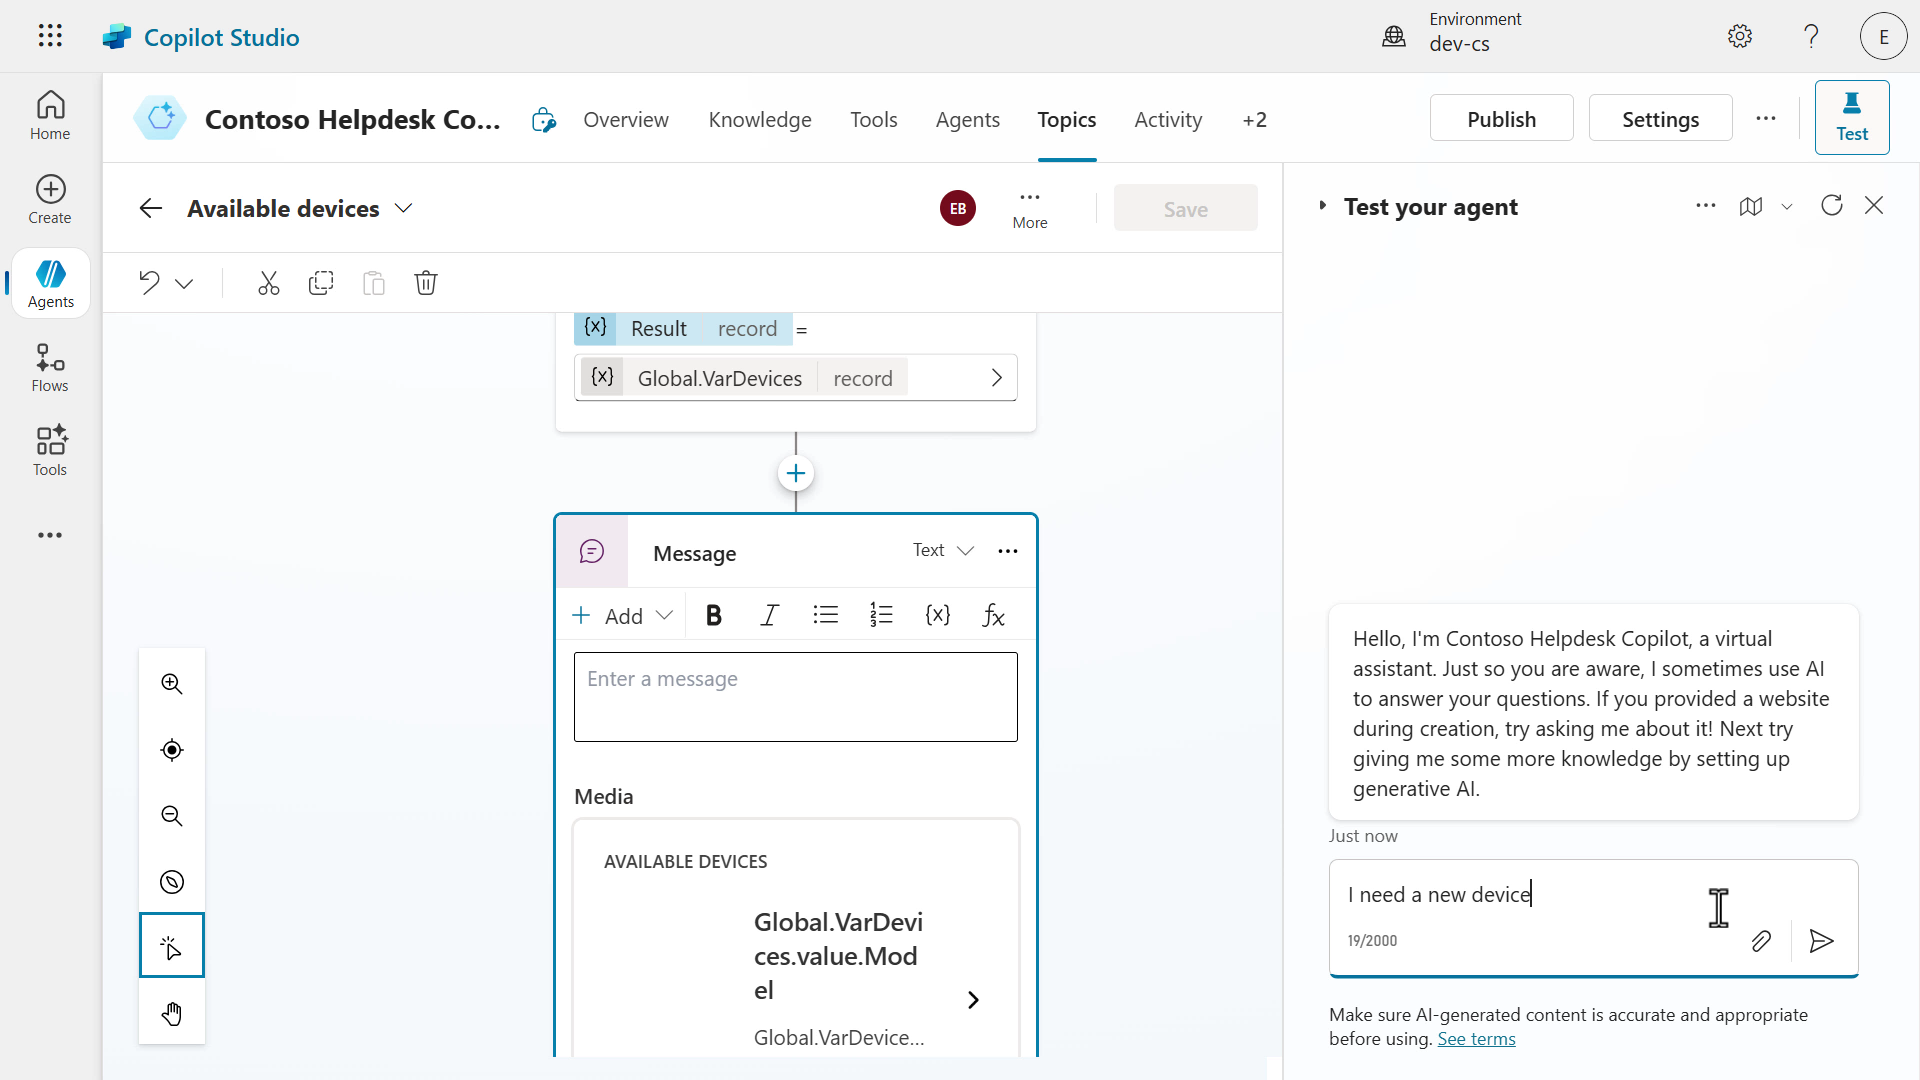 Copilot Studio
Environment
dev-cs
E
Home
Create
Agents
Flows
Tools
Contoso Helpdesk Co...
Overview
Knowledge
Tools
Agents
Topics
Activity
+2
Publish
Settings
Test
Available devices
EB
More
Save
{x} Result record =
{x} Global.VarDevices record
Message
Text
Add
B
I
{x}
fx
Enter a message
Media
AVAILABLE DEVICES
Global.VarDevi
ces.value.Mod
el
Global.VarDevice...
Test your agent
Hello, I'm Contoso Helpdesk Copilot, a virtual
assistant. Just so you are aware, I sometimes use AI
to answer your questions. If you provided a website
during creation, try asking me about it! Next try
giving me some more knowledge by setting up
generative AI.
Just now
I need a new device
19/2000
Make sure AI-generated content is accurate and appropriate
before using. See terms